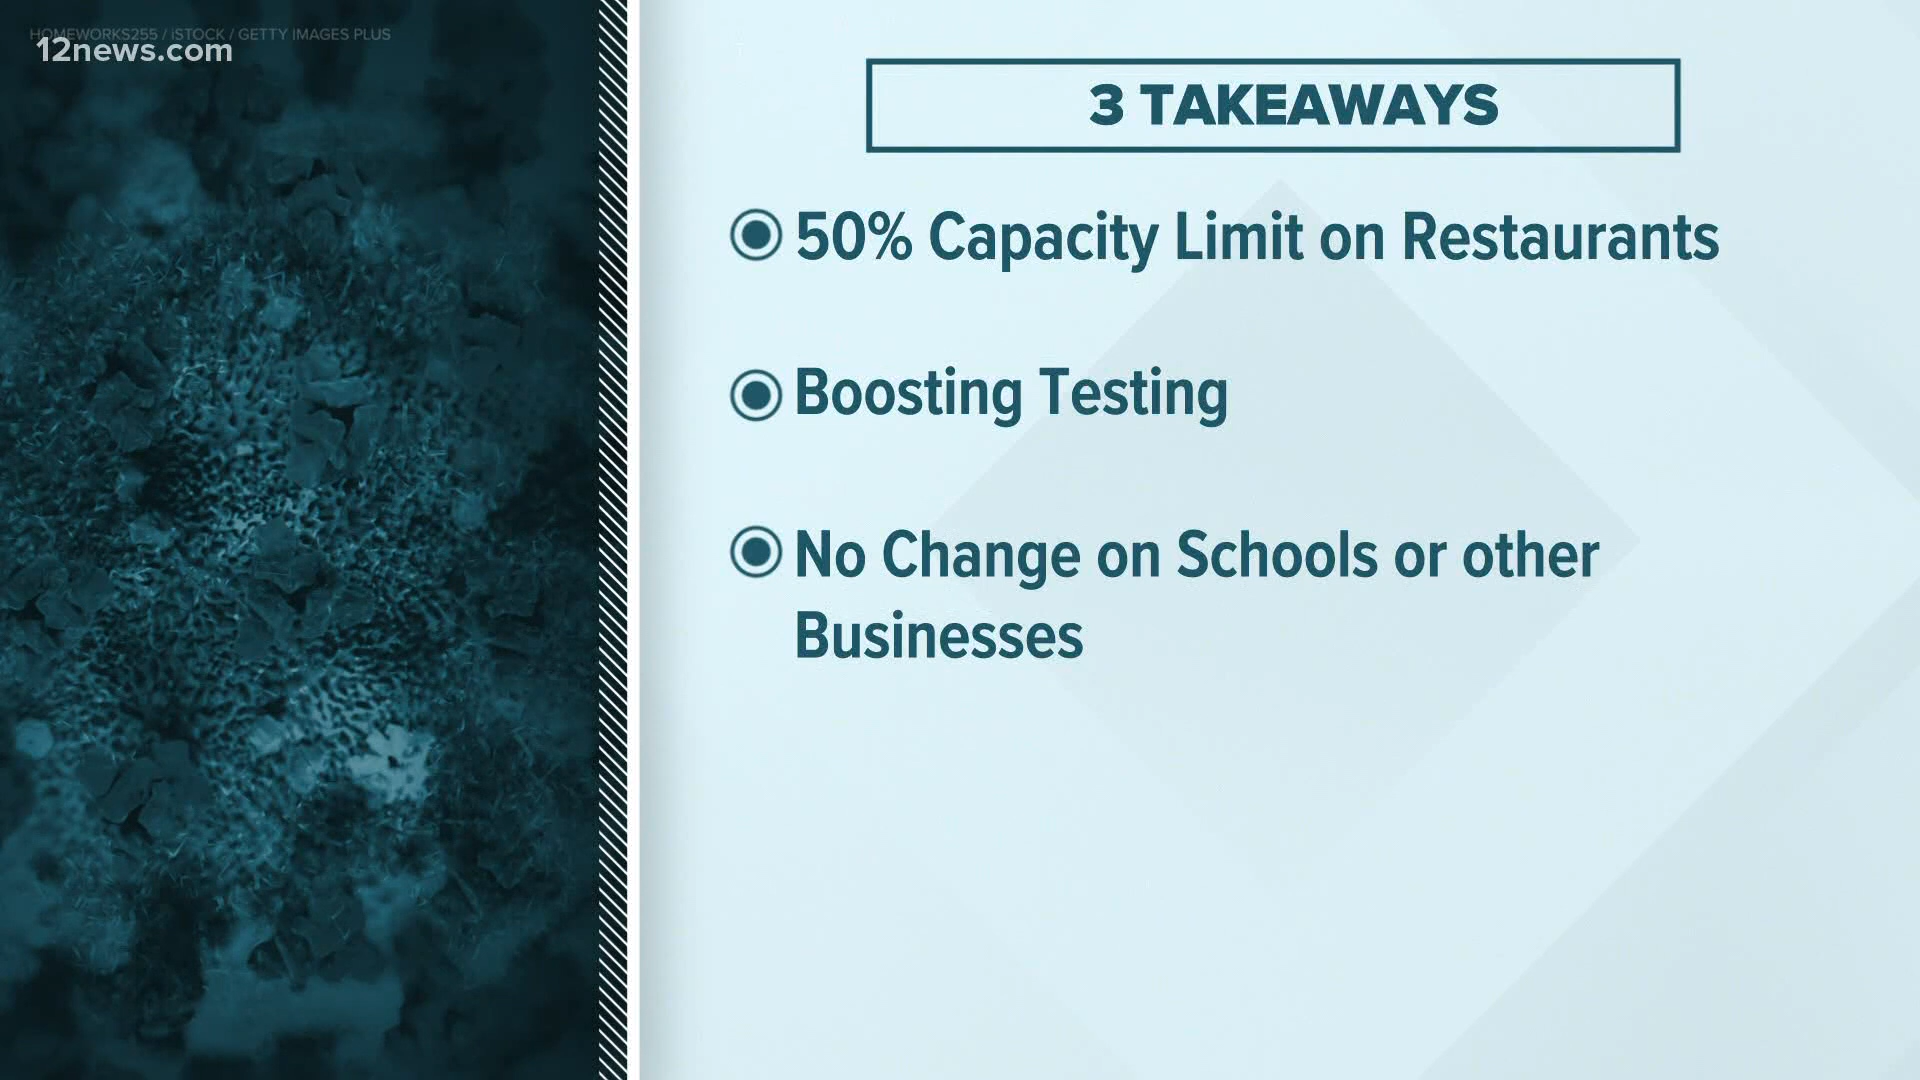 HOMEWORKS255 / iSTOCK / GETTY IMAGES PLUS
12news.com
3 TAKEAWAYS
50% Capacity Limit on Restaurants
Boosting Testing
No Change on Schools or other
Businesses